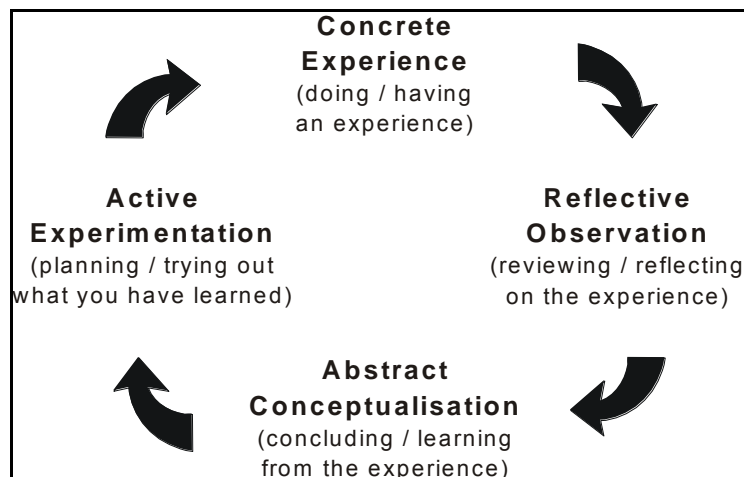 Concrete
Experience
(doing / having
an experience)
Active
Experimentation
(planning / trying out
what you have learned)
Reflective
Observation
(reviewing / reflecting
on the experience)
Abstract
Conceptualisation
(concluding / learning
from the experience)